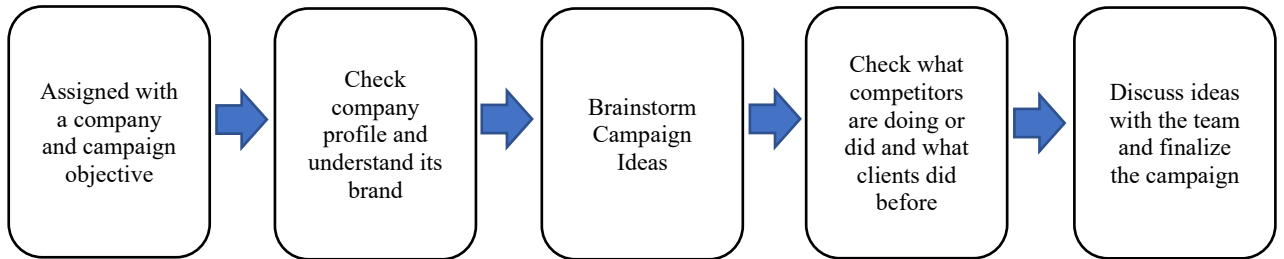 Assigned with
a company
and campaign
objective
Check
company
profile and
understand its
brand
Brainstorm
Campaign
Ideas
Check what
competitors
are doing or
did and what
clients did
before
Discuss ideas
with the team
and finalize
the campaign